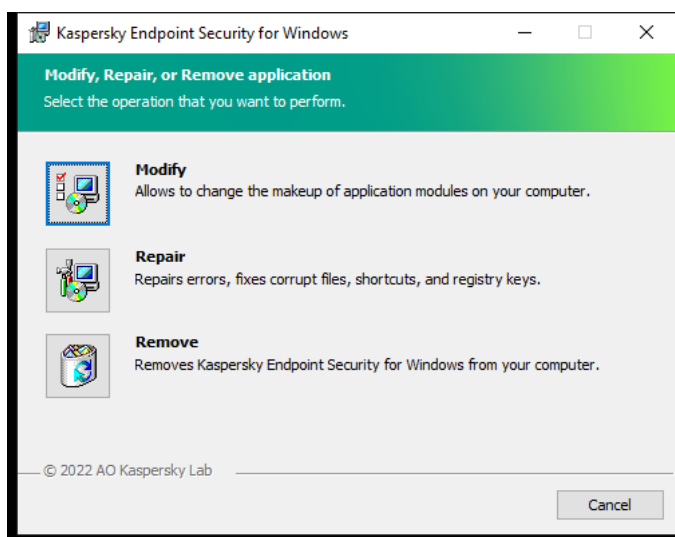 Kaspersky Endpoint Security for Windows
Modify, Repair, or Remove application
Select the operation that you want to perform.
Modify
Allows to change the makeup of application modules on your computer.
Repair
Repairs errors, fixes corrupt files, shortcuts, and registry keys.
Remove
Removes Kaspersky Endpoint Security for Windows from your computer.
© 2022 AO Kaspersky Lab
Cancel